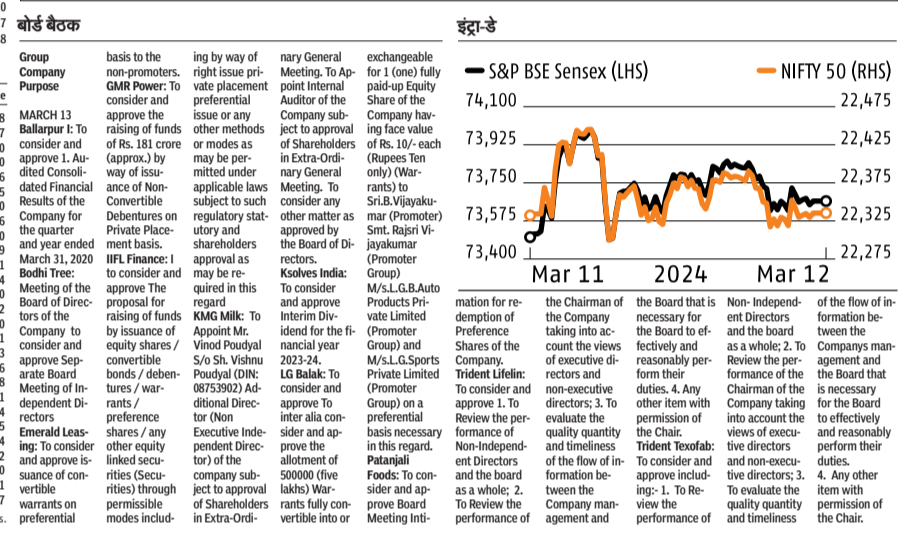 बोर्ड बैठक
Group
Company
Purpose
MARCH 13
Ballarpur I: To
consider and
approve 1. Au-
dited Consoli-
dated Financial
Results of the
Company for
the quarter
and year ended
March 31, 2020
Bodhi Tree:
Meeting of the
Board of Direc-
tors of the
Company to
consider and
approve Sep-
arate Board
Meeting of In-
dependent Di-
rectors
Emerald Leas-
ing: To consider
and approve is-
suance of con-
vertible
warrants on
preferential
basis to the
non-promoters.
GMR Power: To
consider and
approve the
raising of funds
of Rs. 181 crore
(approx.) by
way of issu-
ance of Non-
Convertible
Debentures on
Private Place-
ment basis.
IIFL Finance: I
to consider and
approve The
proposal for
raising of funds
by issuance of
equity shares /
convertible
bonds / deben-
tures / war-
rants /
preference
shares / any
other equity
linked secu-
rities (Secu-
rities) through
permissible
modes includ-
ing by way of
right issue pri-
vate placement
preferential
issue or any
other methods
or modes as
may be per-
mitted under
applicable laws
subject to such
regulatory stat-
utory and
shareholders
approval as
may be re-
quired in this
regard
KMG Milk: To
Appoint Mr.
Vinod Poudyal
S/o Sh. Vishnu
Poudyal (DIN:
08753902) Ad-
ditional Direc-
tor (Non
Executive Inde-
pendent Direc-
tor) of the
company sub-
ject to approval
of Shareholders
in Extra-Ordi-
nary General
Meeting. To Ap-
point Internal
Auditor of the
Company sub-
ject to approval
of Shareholders
in Extra-Ordi-
nary General
Meeting. To
consider any
other matter as
approved by
the Board of Di-
rectors.
Ksolves India:
To consider
and approve
Interim Div-
idend for the fi-
nancial year
2023-24.
LG Balak: To
consider and
approve To
inter alia con-
sider and ap-
prove the
allotment of
500000 (five
lakhs) War-
rants fully con-
vertible into or
exchangeable
for 1 (one) fully
paid-up Equity
Share of the
Company hav-
ing face value
of Rs. 10/- each
(Rupees Ten
only) (War-
rants) to
Sri.B.Vijayaku-
mar (Promoter)
Smt. Rajsri Vi-
jayakumar
(Promoter
Group)
M/s.L.G.B.Auto
Products Pri-
vate Limited
(Promoter
Group) and
M/s.L.G.Sports
Private Limited
(Promoter
Group) on a
preferential
basis necessary
in this regard.
Patanjali
Foods: To con-
sider and ap-
prove Board
Meeting Inti-
इंट्रा-डे
S&P BSE Sensex (LHS)
NIFTY 50 (RHS)
74,100
22,475
73,925
22,425
73,750
22,375
73,575
22,325
73,400
22,275
Mar 11
2024
Mar 12
mation for re-
demption of
Preference
Shares of the
Company.
Trident Lifelin:
To consider and
approve 1. To
Review the per-
formance of
Non-Independ-
ent Directors
and the board
as a whole; 2.
To Review the
performance of
the Chairman of
the Company
taking into ac-
count the views
of executive di-
rectors and
non-executive
directors; 3. To
evaluate the
quality quantity
and timeliness
of the flow of in-
formation be-
tween the
Company man-
agement and
the Board that is
necessary for
the Board to ef-
fectively and
reasonably per-
form their
duties. 4. Any
other item with
permission of
the Chair.
Trident Texofab:
To consider and
approve includ-
ing:- 1. To Re-
view the
performance of
Non- Independ-
ent Directors
and the board
as a whole; 2. To
Review the per-
formance of the
Chairman of the
Company taking
into account the
views of execu-
tive directors
and non-execu-
tive directors; 3.
To evaluate the
quality quantity
and timeliness
of the flow of in-
formation be-
tween the
Companys man-
agement and
the Board that
is necessary
for the Board
to effectively
and reasonably
perform their
duties.
4. Any other
item with
permission of
the Chair.